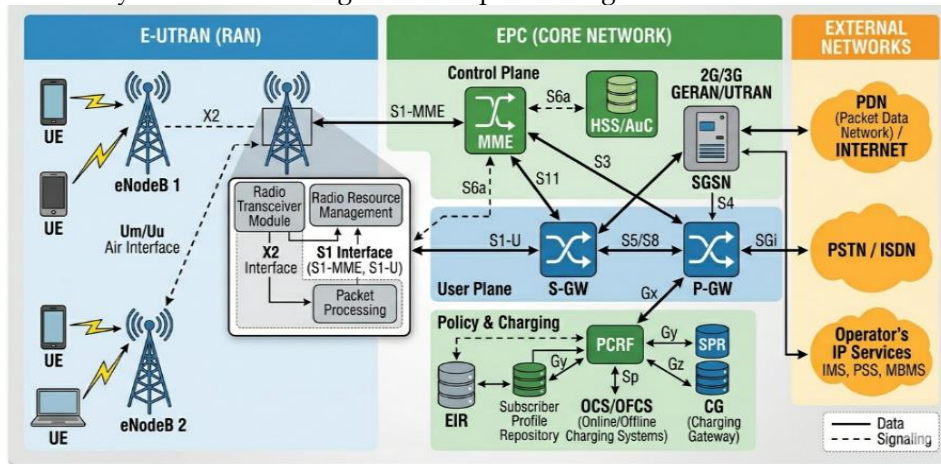 E-UTRAN (RAN)
EPC (CORE NETWORK)
EXTERNAL
NETWORKS
UE
UE
eNodeB 1
X2
Um/Uu
Air Interface
UE
UE
eNodeB 2
Radio
Transceiver
Module
Radio Resource
Management
X2
Interface
S1 Interface
(S1-MME, S1-U)
Packet
Processing
Control Plane
S1-MME
MME
S6a
HSS/AuC
2G/3G
GERAN/UTRAN
SGSN
S6a
S11
S3
S4
S1-U
S-GW
S5/S8
P-GW
SGi
User Plane
Gx
Policy & Charging
PCRF
Gy
SPR
Gy
Gz
Sp
EIR
Subscriber
Profile
Repository
OCS/OFCS
(Online/Offline
Charging Systems)
CG
(Charging
Gateway)
PDN
(Packet Data
Network) /
INTERNET
PSTN / ISDN
Operator's
IP Services
IMS, PSS, MBMS
Data
Signaling